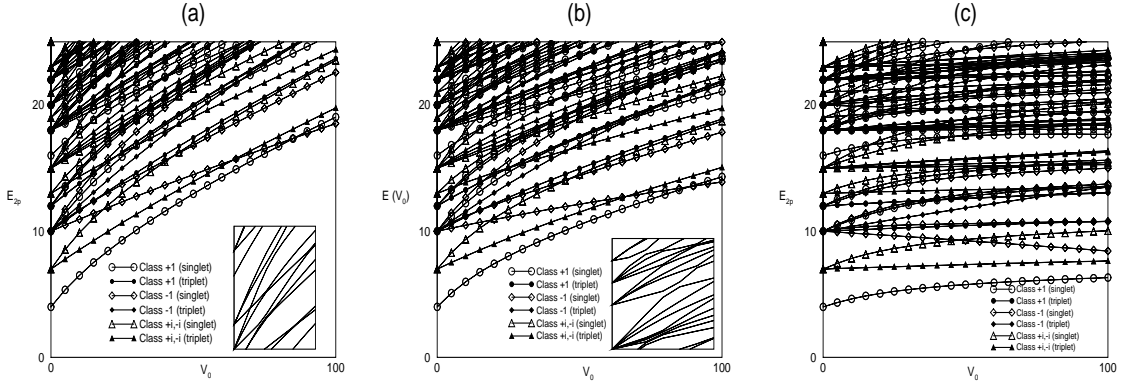 (a)
20
10
0
E2p
0
V0
100
Class +1 (singlet)
Class +1 (triplet)
Class -1 (singlet)
Class -1 (triplet)
Class +i,-i (singlet)
Class +i,-i (triplet)
(b)
20
10
0
E (V0)
0
V0
100
Class +1 (singlet)
Class +1 (triplet)
Class -1 (singlet)
Class -1 (triplet)
Class +i,-i (singlet)
Class +i,-i (triplet)
(c)
20
10
0
E2p
0
V0
100
Class +1 (singlet)
Class +1 (triplet)
Class -1 (singlet)
Class -1 (triplet)
Class +i,-i (singlet)
Class +i,-i (triplet)